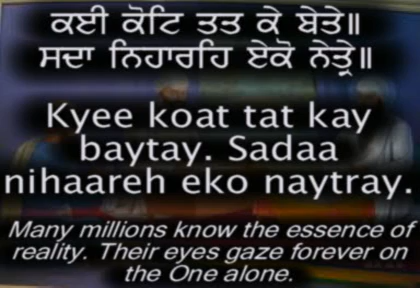 ਕਈ ਕੋਟਿ ਤਤ ਕੇ ਬੇਤੇ॥
ਸਦਾ ਨਿਹਾਰਹਿ ਏਕੋ ਨੇਤ੍ਰੇ॥
Kyee koat tat kay
baytay. Sadaa
nihaareh eko naytray.
Many millions know the essence of
reality. Their eyes gaze forever on
the One alone.